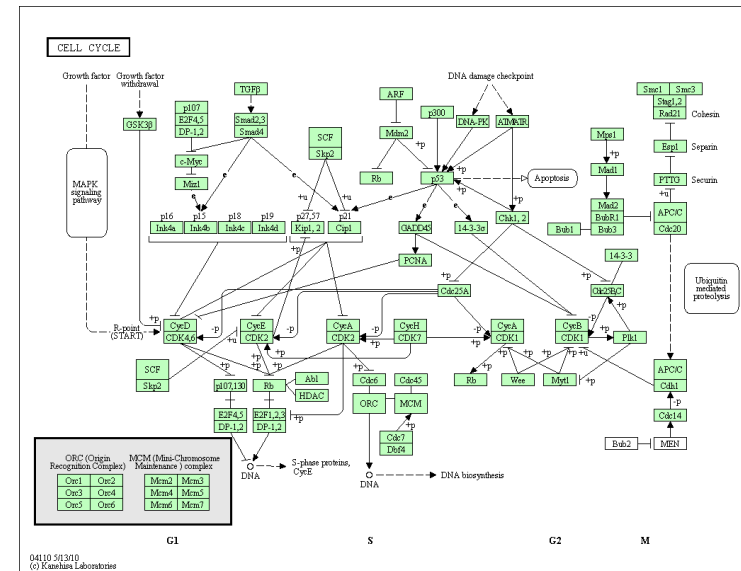 CELL CYCLE
Growth factor
Growth factor
withdrawal
TGFβ
DNA damage checkpoint
ARF
p300
DNA-PK
ATM/ATR
Smc1 Smc3
Stag1,2
Rad21
Cohesin
p107
E2F4,5
DP-1,2
GSK3β
Smad2,3
Smad4
SCF
Skp2
Mdm2
Mps1
Esp1
Separin
c-Myc
Miz1
Rb
p53
Apoptosis
Mad1
PTTG
Securin
MAPK
signaling
pathway
e
e
+u
+u
e
e
e
+p
+p
+p
+p
+p
+p
+p
+u
p16
Ink4a
p15
Ink4b
p18
Ink4c
p19
Ink4d
p27,57
Kip1, 2
p21
Cip1
GADD45
14-3-3σ
Chk1, 2
Mad2
BubR1
Bub3
Bub1
APC/C
Cdc20
PCNA
14-3-3
Cdc25A
Cdc25B,C
Ubiquitin
mediated
proteolysis
R-point
(START)
CycD
CDK4,6
CycE
CDK2
CycA
CDK2
CycH
CDK7
CycA
CDK1
CycB
CDK1
Plk1
+p
-p
+u
-p
-p
+p
+p
+p
-p
-p
+p
+p
+p
+u
SCF
Skp2
p107,130
Rb
Abl
HDAC
Cdc6
Cdc45
ORC
MCM
Rb
Wee
Myt1
APC/C
Cdh1
-p
Cdc14
E2F4,5
DP-1,2
E2F1,2,3
DP-1,2
Cdc7
Dbf4
Bub2
MEN
DNA
S-phase proteins,
CycE
DNA
DNA biosynthesis
ORC (Origin
Recognition Complex)
MCM (Mini-Chromosome
Maintenance ) complex
Orc1 Orc2 Mcm2 Mcm3
Orc3 Orc4 Mcm4 Mcm5
Orc5 Orc6 Mcm6 Mcm7
G1 S G2 M
04110 5/13/10
(c) Kanehisa Laboratories